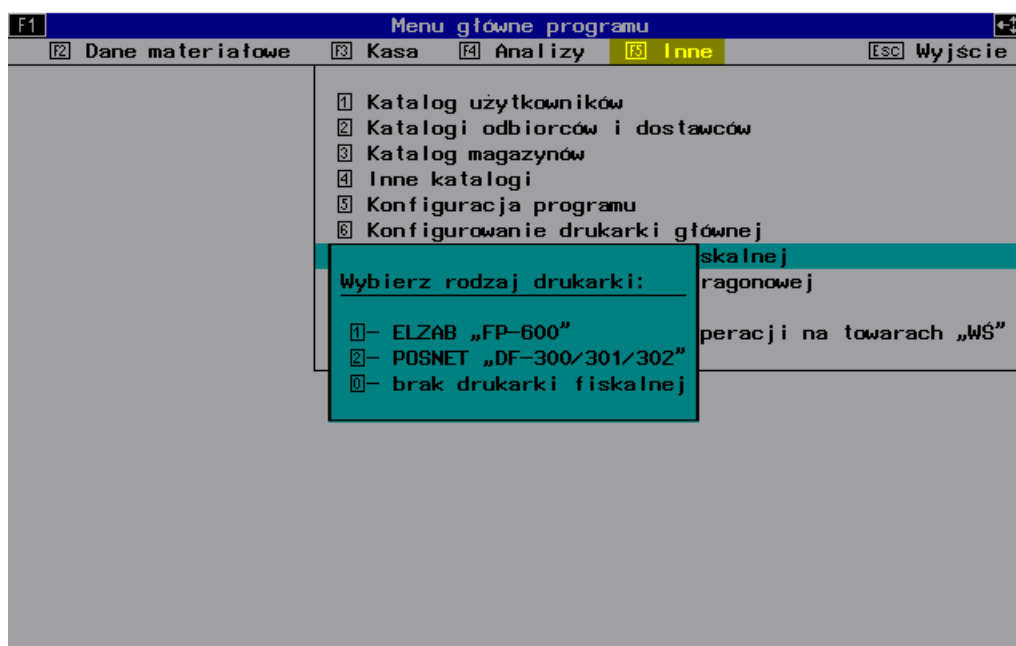 F1 Menu główne programu
F2 Dane materiałowe F3 Kasa F4 Analizy F5 Inne Esc Wyjście
1 Katalog użytkowników
2 Katalogi odbiorców i dostawców
3 Katalog magazynów
4 Inne katalogi
5 Konfiguracja programu
6 Konfigurowanie drukarki głównej
skalnej
ragonowej
peracji na towarach „WŚ”
Wybierz rodzaj drukarki:
1– ELZAB „FP–600”
2– POSNET „DF–300/301/302”
0– brak drukarki fiskalnej